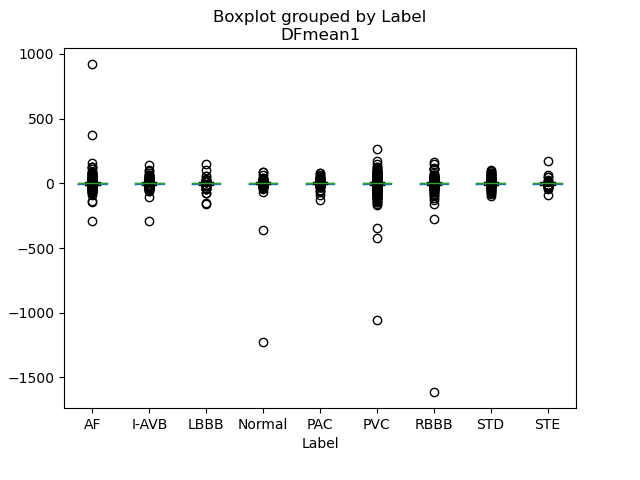 Boxplot grouped by Label
DFmean1
1000
500
0
−500
−1000
−1500
AF I-AVB LBBB Normal PAC PVC RBBB STD STE
Label